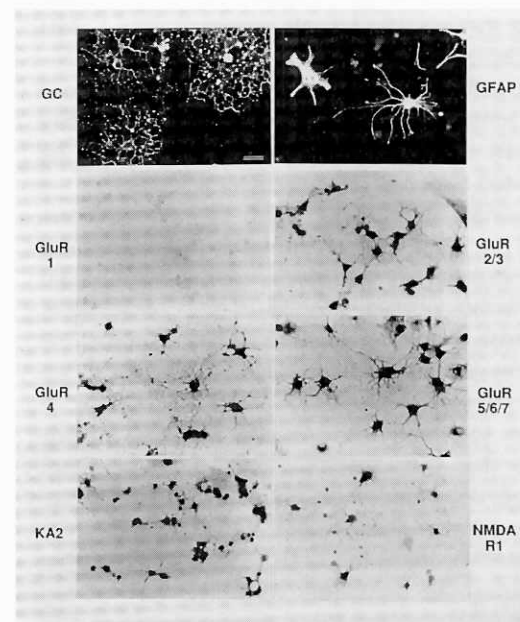 GC
GFAP
GluR
1
GluR
2/3
GluR
4
GluR
5/6/7
KA2
NMDA
R1